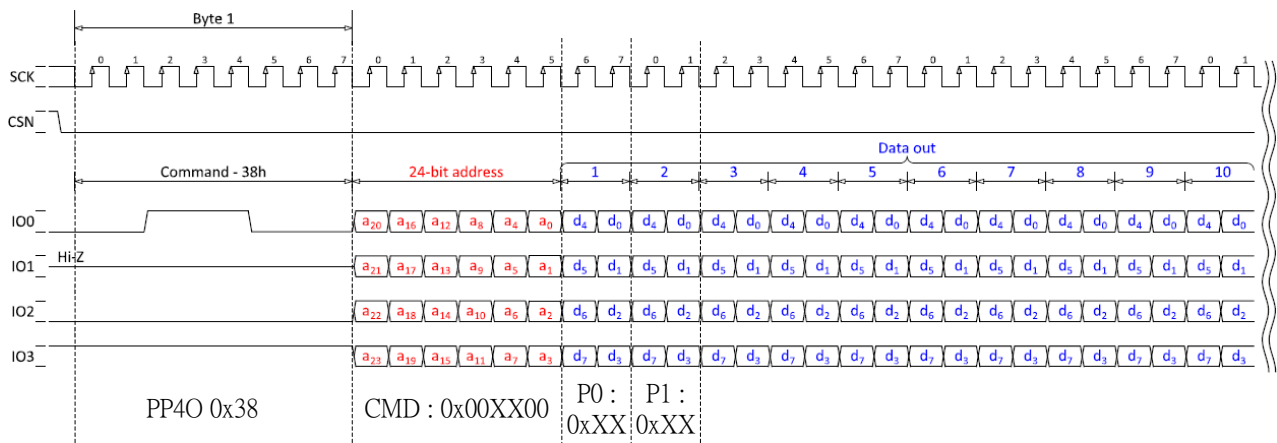 Byte 1
SCK 0 1 2 3 4 5 6 7 0 1 2 3 4 5 6 7 0 1 2 3 4 5 6 7 0 1 2 3 4 5 6 7 0 1
CSN
Data out
Command - 38h 24-bit address 1 2 3 4 5 6 7 8 9 10
IO0 a20 a16 a12 a8 a4 a0 d4 d0 d4 d0 d4 d0 d4 d0 d4 d0 d4 d0 d4 d0 d4 d0 d4 d0 d4 d0
IO1 Hi-Z a21 a17 a13 a9 a5 a1 d5 d1 d5 d1 d5 d1 d5 d1 d5 d1 d5 d1 d5 d1 d5 d1 d5 d1 d5 d1
IO2 a22 a18 a14 a10 a6 a2 d6 d2 d6 d2 d6 d2 d6 d2 d6 d2 d6 d2 d6 d2 d6 d2 d6 d2 d6 d2
IO3 a23 a19 a15 a11 a7 a3 d7 d3 d7 d3 d7 d3 d7 d3 d7 d3 d7 d3 d7 d3 d7 d3 d7 d3 d7 d3
PP4O 0x38 CMD : 0x00XX00 P0 : 0xXX P1 : 0xXX